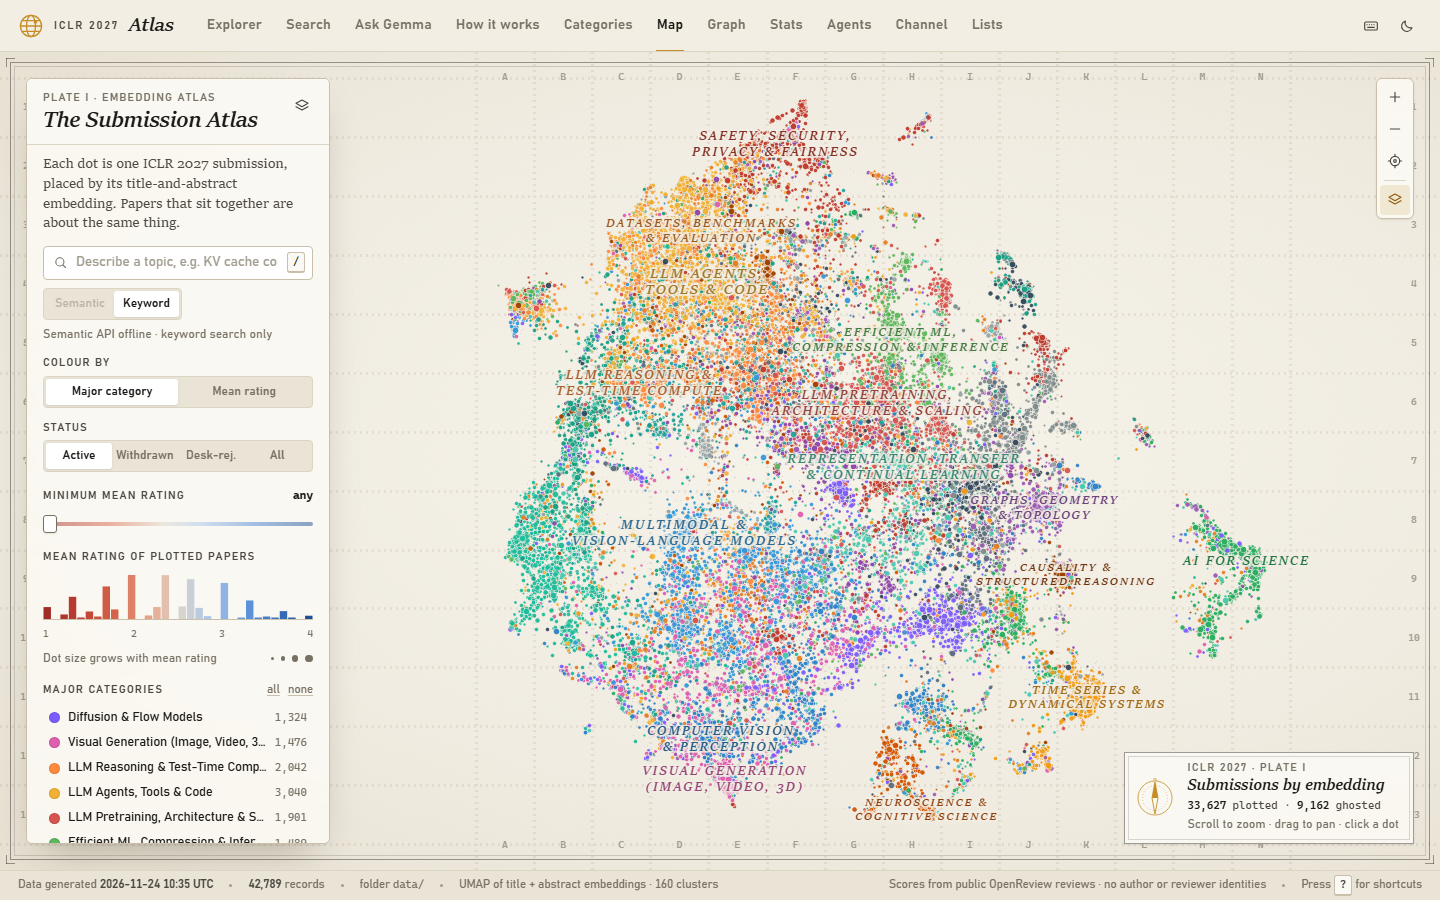 ICLR 2027 Atlas
Explorer Search Ask Gemma How it works Categories Map Graph Stats Agents Channel Lists
A B C D E F G H I J K L M N
PLATE I · EMBEDDING ATLAS
The Submission Atlas
Each dot is one ICLR 2027 submission,
placed by its title-and-abstract
embedding. Papers that sit together are
about the same thing.
Describe a topic, e.g. KV cache co /
Semantic Keyword
Semantic API offline · keyword search only
COLOUR BY
Major category Mean rating
STATUS
Active Withdrawn Desk-rej. All
MINIMUM MEAN RATING any
MEAN RATING OF PLOTTED PAPERS
1 2 3 4
Dot size grows with mean rating
MAJOR CATEGORIES all none
Diffusion & Flow Models 1,324
Visual Generation (Image, Video, 3… 1,476
LLM Reasoning & Test-Time Comp… 2,042
LLM Agents, Tools & Code 3,040
LLM Pretraining, Architecture & S… 1,901
SAFETY, SECURITY,
PRIVACY & FAIRNESS
DATASETS, BENCHMARKS
& EVALUATION
LLM AGENTS,
TOOLS & CODE
EFFICIENT ML,
COMPRESSION & INFERENCE
LLM REASONING &
TEST-TIME COMPUTE
LLM PRETRAINING,
ARCHITECTURE & SCALING
REPRESENTATION, TRANSFER
& CONTINUAL LEARNING
GRAPHS, GEOMETRY
& TOPOLOGY
MULTIMODAL &
VISION-LANGUAGE MODELS
AI FOR SCIENCE
CAUSALITY &
STRUCTURED REASONING
TIME SERIES &
DYNAMICAL SYSTEMS
COMPUTER VISION
& PERCEPTION
VISUAL GENERATION
(IMAGE, VIDEO, 3D)
NEUROSCIENCE &
COGNITIVE SCIENCE
3
4
5
6
7
8
9
10
11
ICLR 2027 · PLATE I
Submissions by embedding
33,627 plotted · 9,162 ghosted
Scroll to zoom · drag to pan · click a dot
A B C D E F G H I J K L M N
Data generated 2026-11-24 10:35 UTC • 42,789 records • folder data/ • UMAP of title + abstract embeddings · 160 clusters
Scores from public OpenReview reviews · no author or reviewer identities • Press ? for shortcuts